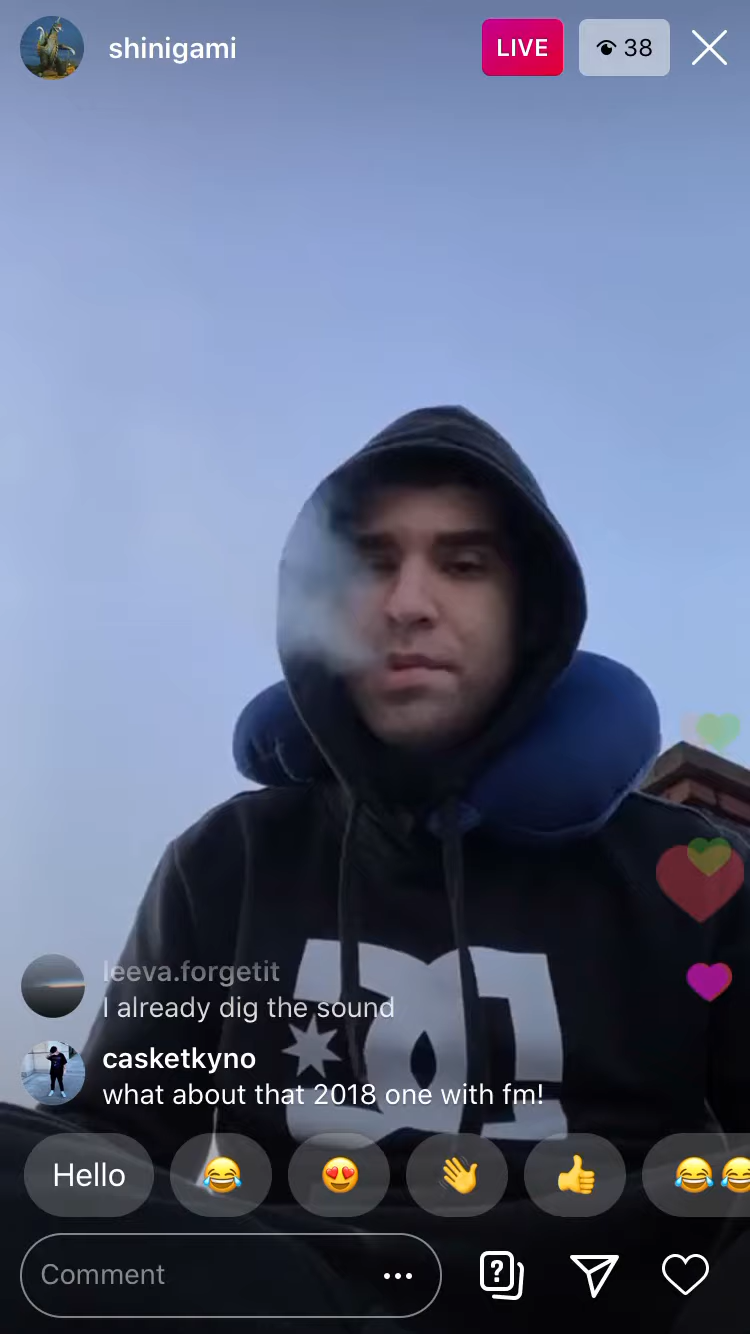 shinigami
LIVE
38
leeva.forgetit
I already dig the sound
casketkyno
what about that 2018 one with fm!
Hello
Comment